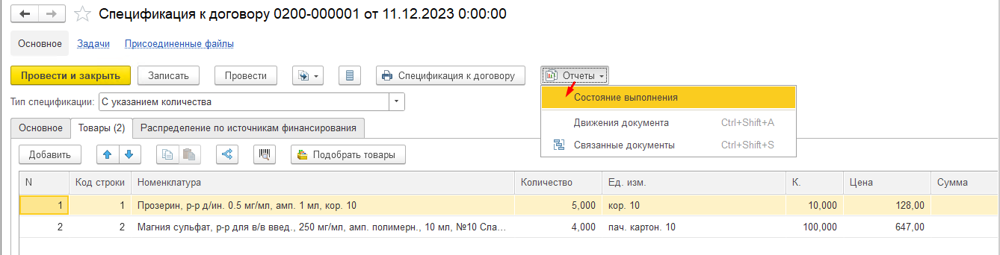 Спецификация к договору 0200-000001 от 11.12.2023 0:00:00
Основное Задачи Присоединенные файлы
Провести и закрыть Записать Провести Спецификация к договору Отчеты
Тип спецификации: С указанием количества
Состояние выполнения
Движения документа Ctrl+Shift+A
Связанные документы Ctrl+Shift+S
Основное Товары (2) Распределение по источникам финансирования
Добавить Подобрать товары
N Код строки Номенклатура Количество Ед. изм. К. Цена Сумма
1 1 Прозерин, р-р д/ин. 0.5 мг/мл, амп. 1 мл, кор. 10 5,000 кор. 10 10,000 128,00
2 2 Магния сульфат, р-р для в/в введ., 250 мг/мл, амп. полимерн., 10 мл, №10 Сла... 4,000 пач. картон. 10 100,000 647,00